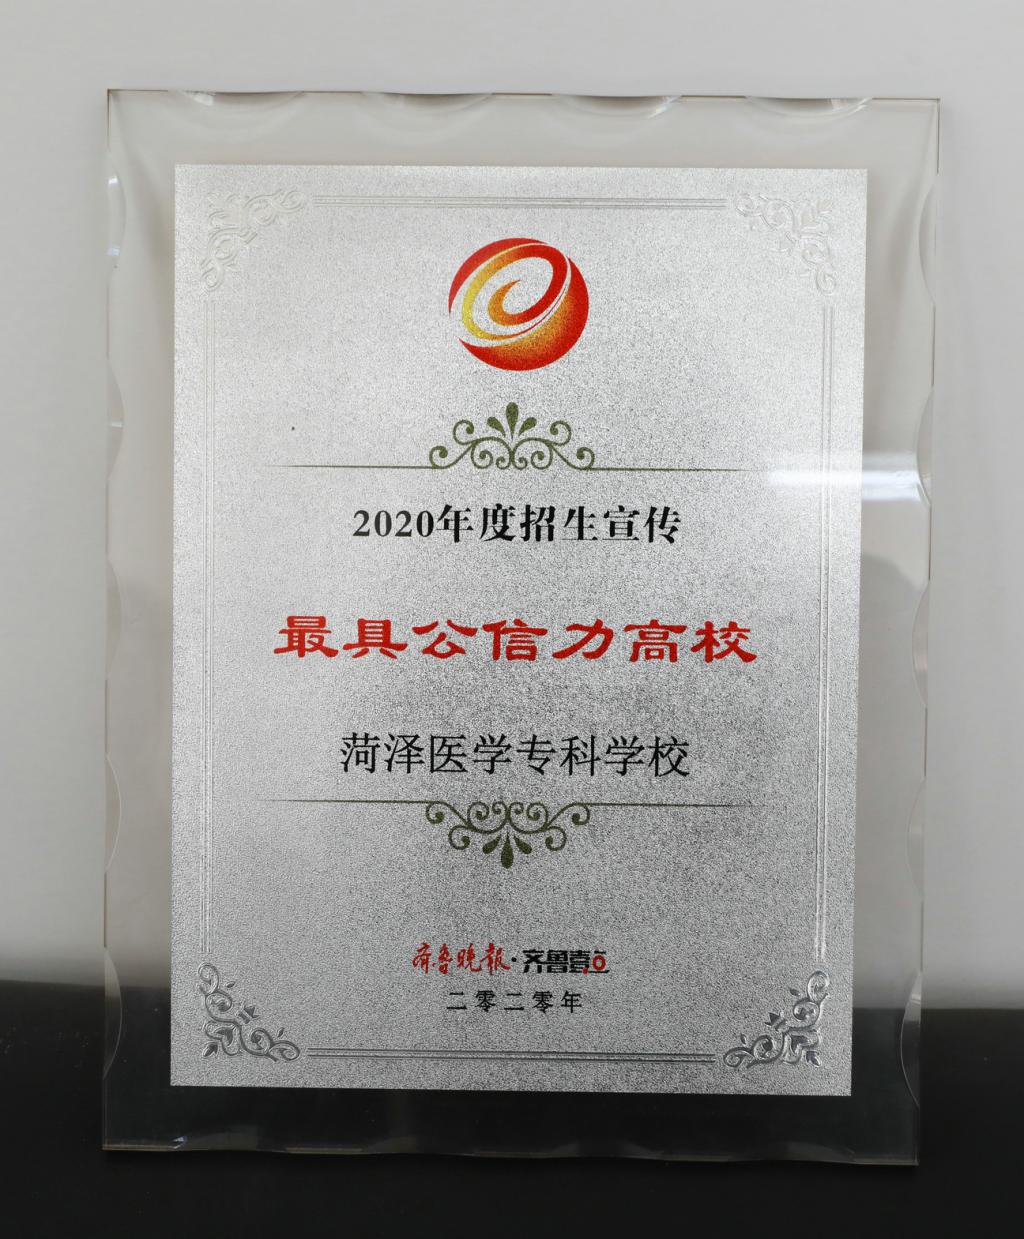 2020年度招生宣传
最具公信力高校
菏泽医学专科学校
齐鲁晚报·齐鲁壹点
二零二零年